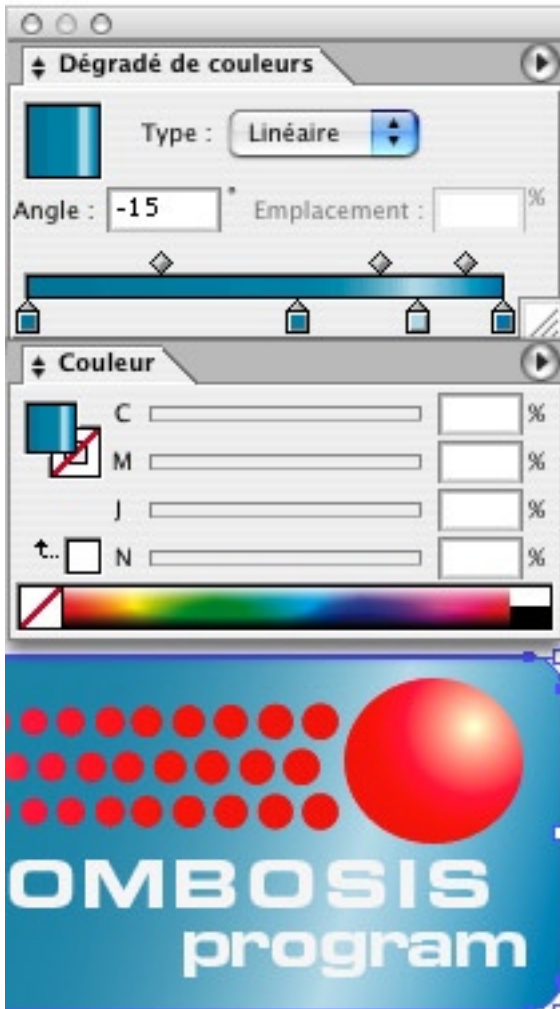 Dégradé de couleurs
Type : Linéaire
Angle : -15 ° Emplacement : %
Couleur
C %
M %
J %
N %
OMBOSIS
program